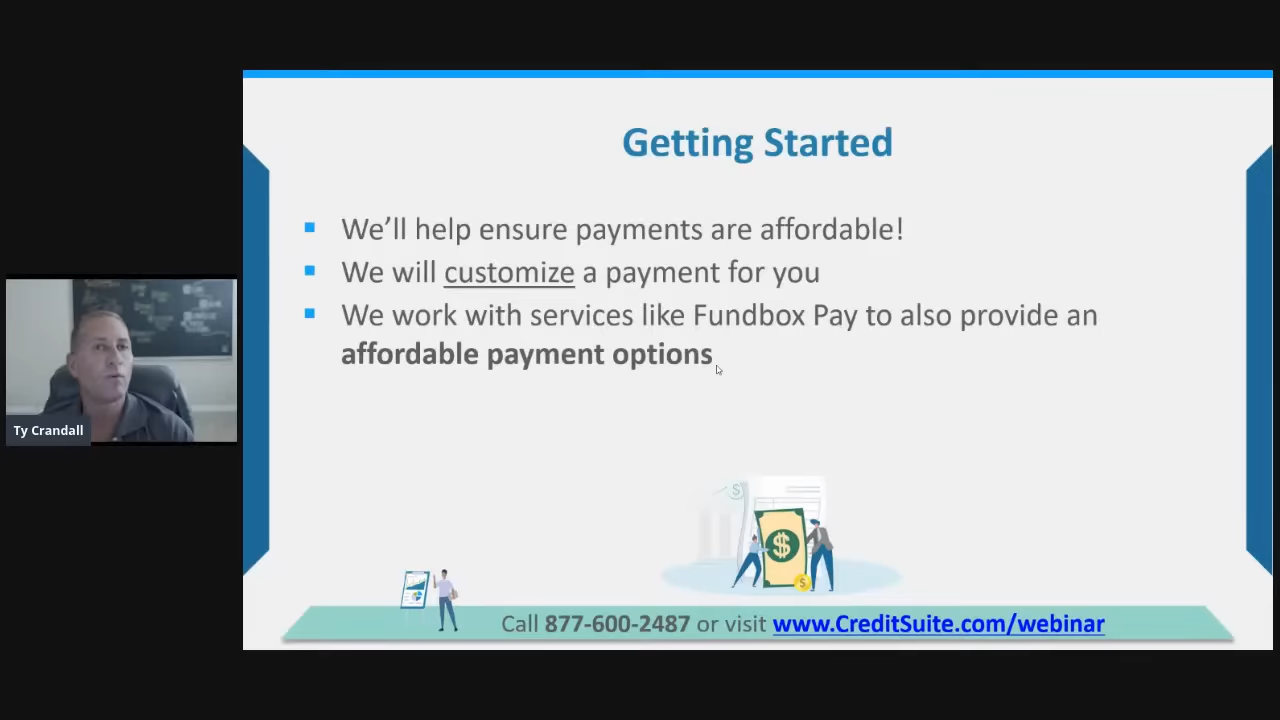 Getting Started
We'll help ensure payments are affordable!
We will customize a payment for you
We work with services like Fundbox Pay to also provide an
affordable payment options
Ty Crandall
Call 877-600-2487 or visit www.CreditSuite.com/webinar